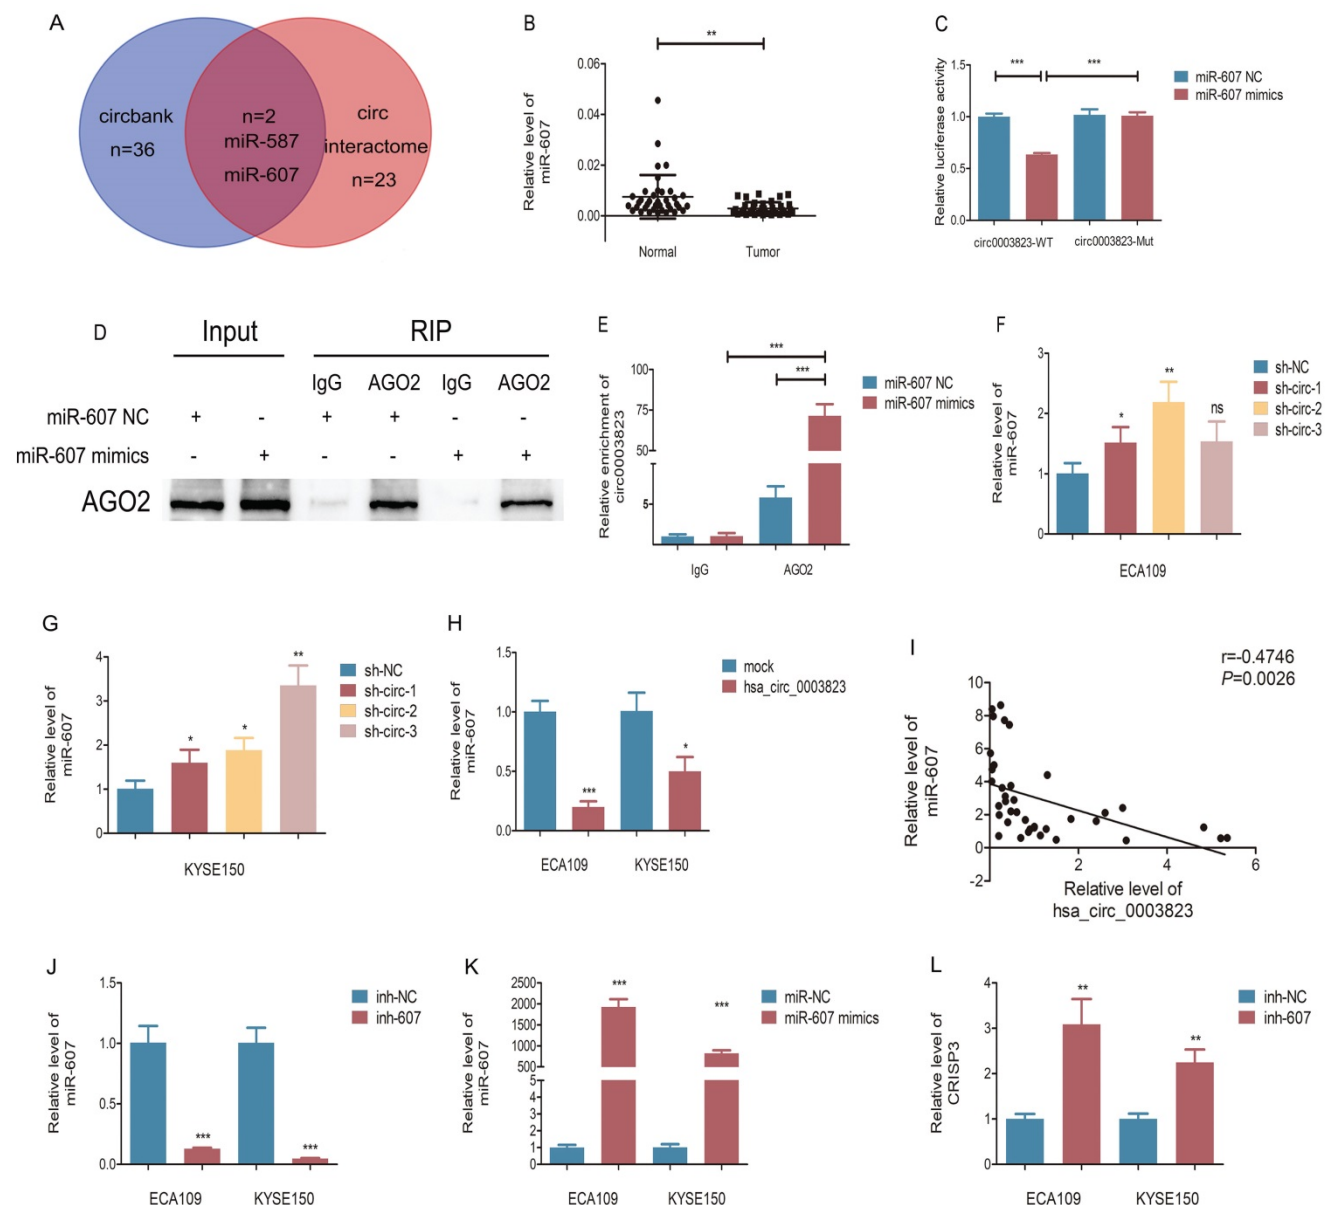 A
circbank
n=36
n=2
miR-587
miR-607
circ
interactome
n=23
B
**
Relative level of
miR-607
0.06
0.04
0.02
0.00
Normal
Tumor
C
Relative luciferase activity
1.5
1.0
0.5
0.0
***
***
circ0003823-WT
circ0003823-Mut
miR-607 NC
miR-607 mimics
D
Input
RIP
IgG
AGO2
IgG
AGO2
miR-607 NC
+ - + + - -
miR-607 mimics
- + - - + +
AGO2
E
Relative enrichment of
circ0003823
100
75
50
5
***
***
IgG
AGO2
miR-607 NC
miR-607 mimics
F
Relative level of
miR-607
3
2
1
0
*
**
ns
ECA109
sh-NC
sh-circ-1
sh-circ-2
sh-circ-3
G
Relative level of
miR-607
4
3
2
1
0
*
*
**
KYSE150
sh-NC
sh-circ-1
sh-circ-2
sh-circ-3
H
Relative level of
miR-607
1.5
1.0
0.5
0.0
***
*
ECA109
KYSE150
mock
hsa_circ_0003823
I
r=-0.4746
P=0.0026
Relative level of
miR-607
10
8
6
4
2
0
-2
2
4
6
Relative level of
hsa_circ_0003823
J
Relative level of
miR-607
1.5
1.0
0.5
0.0
***
***
ECA109
KYSE150
inh-NC
inh-607
K
Relative level of
miR-607
2500
2000
1500
1000
500
5
4
3
2
1
0
***
***
ECA109
KYSE150
miR-NC
miR-607 mimics
L
Relative level of
CRISP3
4
3
2
1
0
**
**
ECA109
KYSE150
inh-NC
inh-607